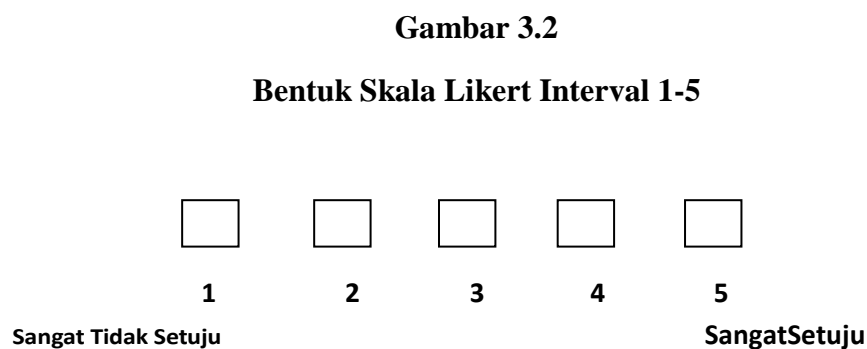 Gambar 3.2
Bentuk Skala Likert Interval 1-5
1 2 3 4 5
Sangat Tidak Setuju SangatSetuju